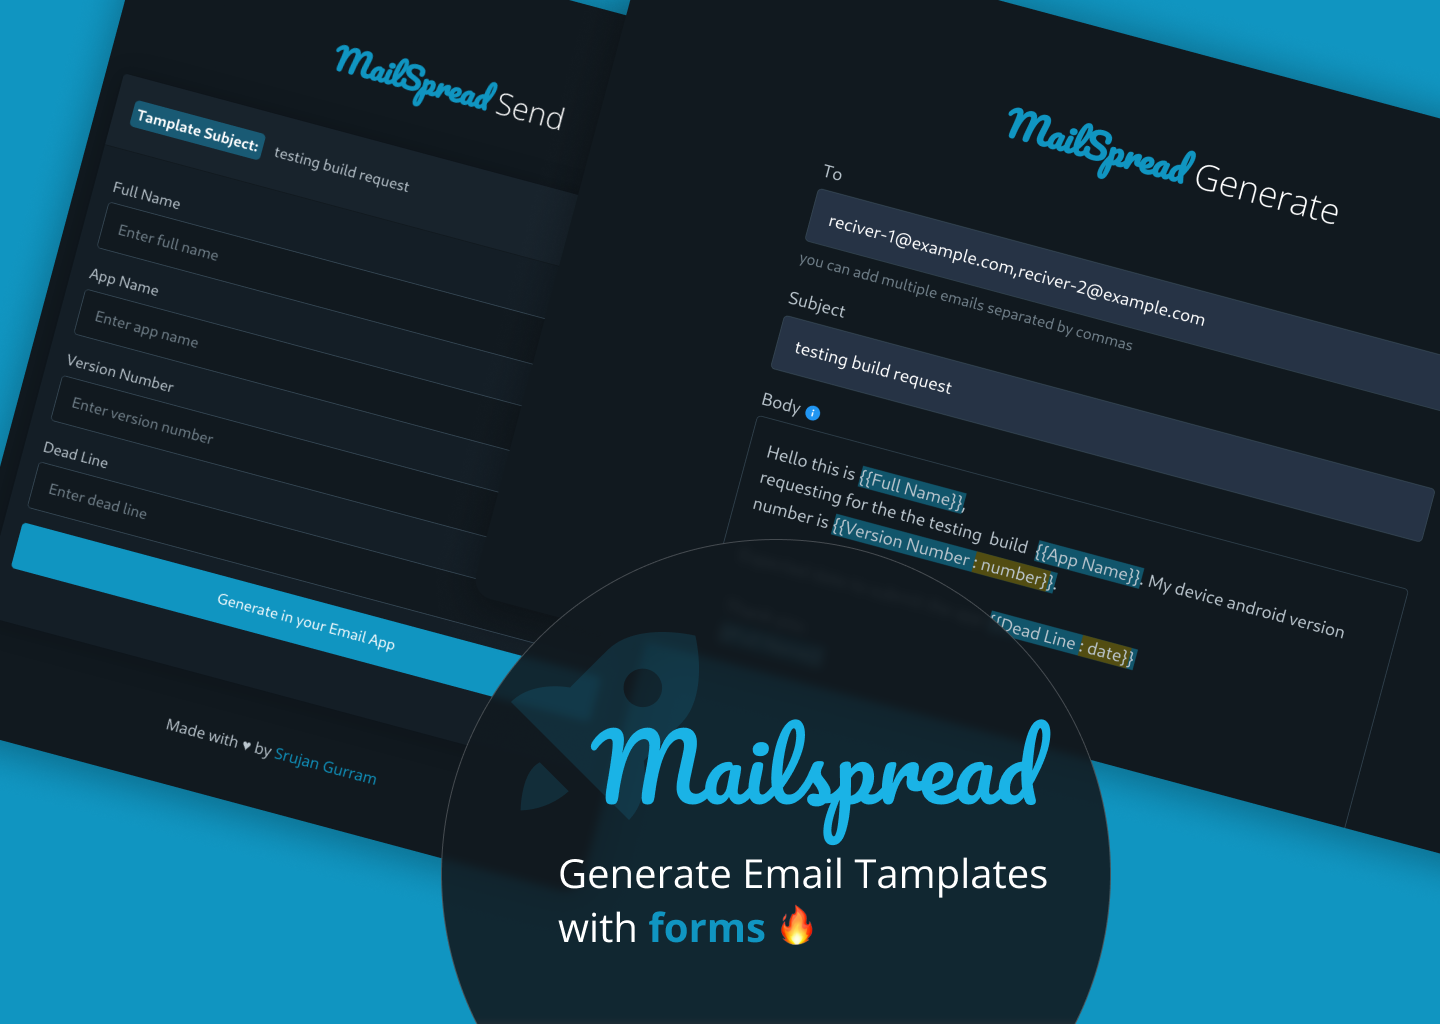 MailSpread Send
Tamplate Subject: testing build request
Full Name
Enter full name
App Name
Enter app name
Version Number
Enter version number
Dead Line
Enter dead line
Generate in your Email App
Made with ♥ by Srujan Gurram
MailSpread Generate
To
reciver-1@example.com,reciver-2@example.com
you can add multiple emails separated by commas
Subject
testing build request
Body i
Hello this is {{Full Name}},
requesting for the the testing build {{App Name}}. My device android version
number is {{Version Number : number}}.
{{Dead Line : date}}
Mailspread
Generate Email Tamplates
with forms 🔥